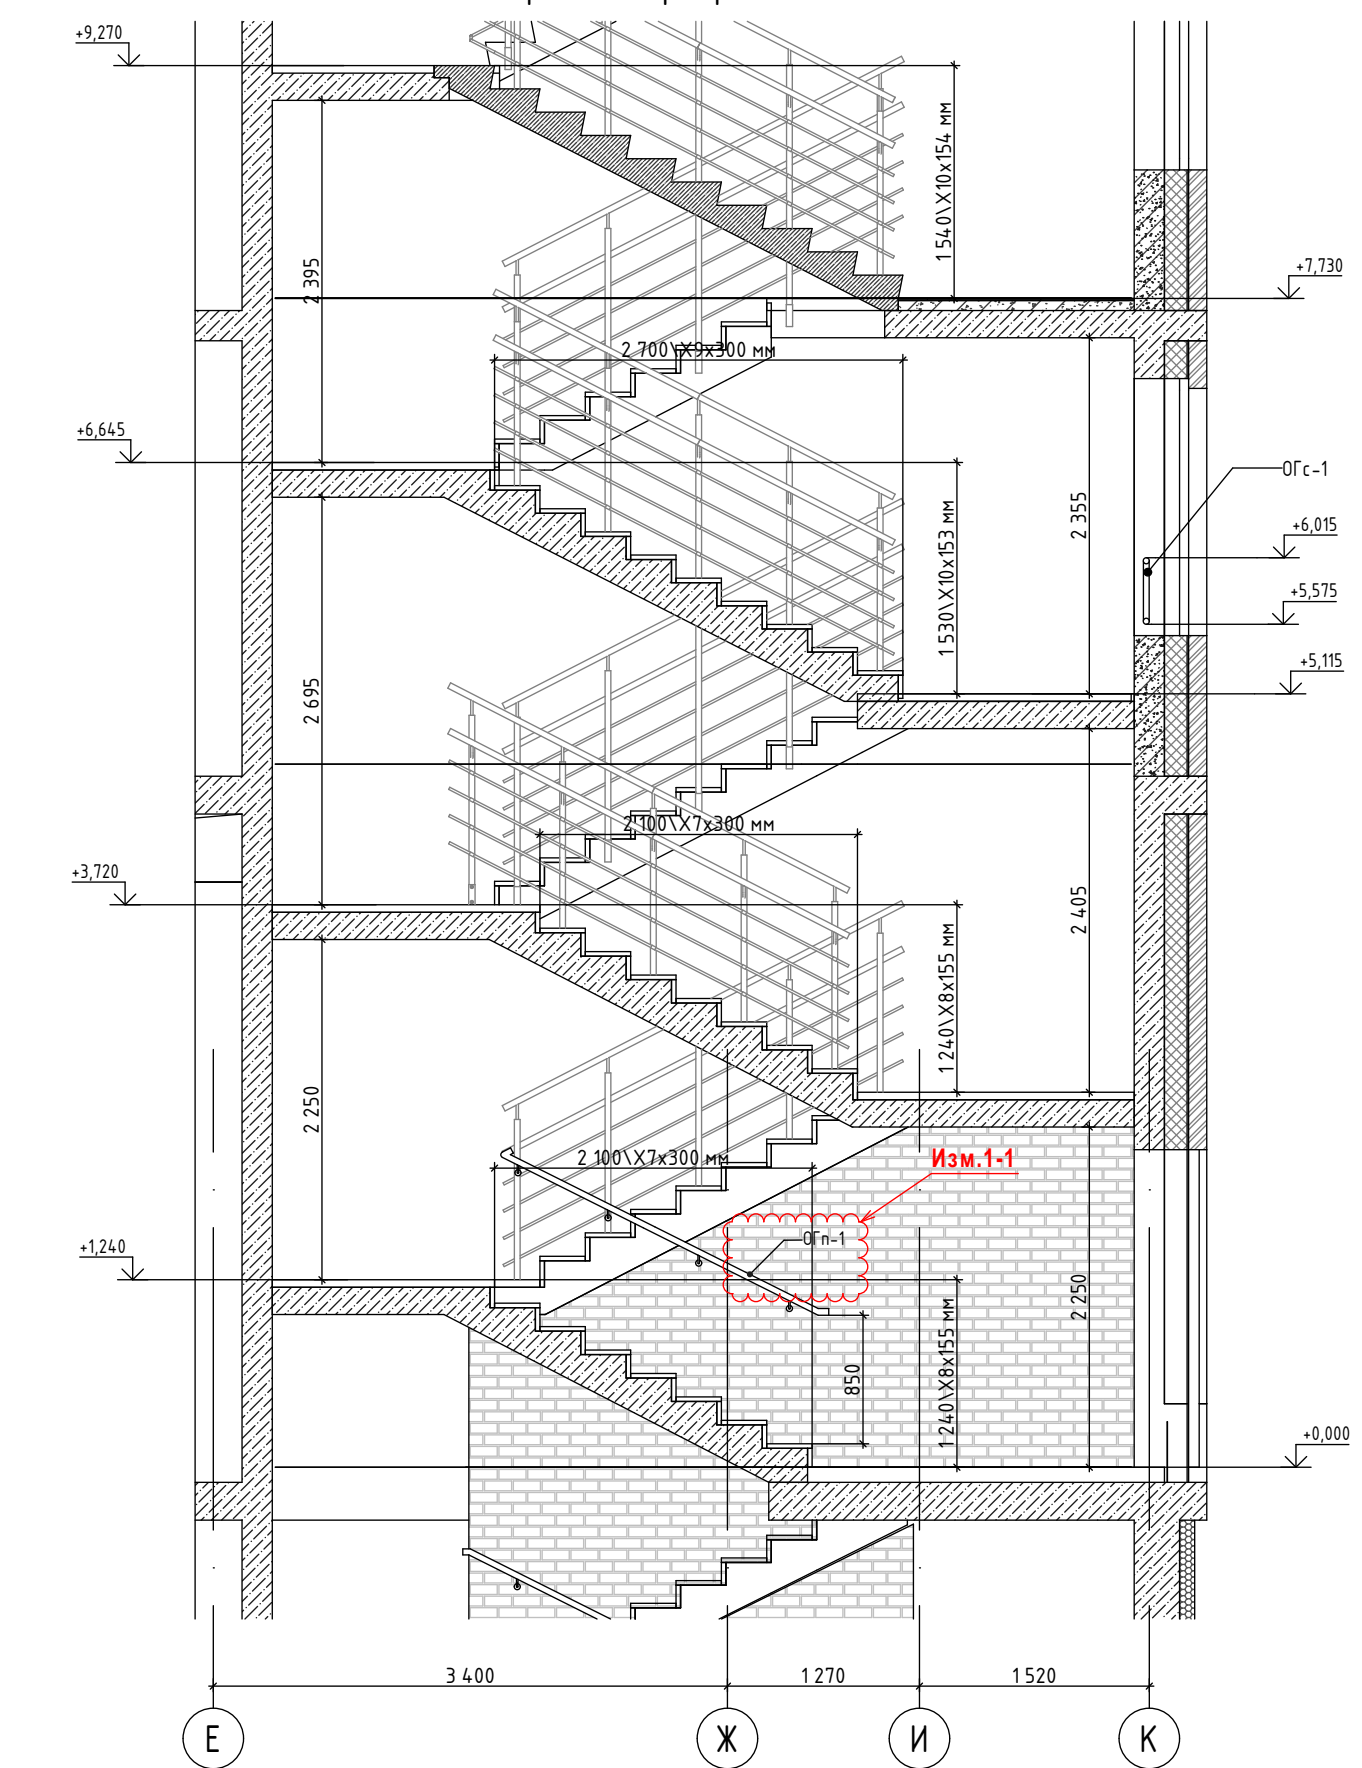 +9,270
1 540\X10x154 мм
2 395
+7,730
2 700\X9x300 мм
+6,645
ОГс-1
+6,015
2 355
1 530\X10x153 мм
+5,575
+5,115
2 695
2 100\X7x300 мм
+3,720
2 405
1 240\X8x155 мм
2 250
2 100\X7x300 мм
Изм.1-1
+1,240
ОГп-1
2 250
1 240\X8x155 мм
850
+0,000
3 400
1 270
1 520
Е
Ж
И
К